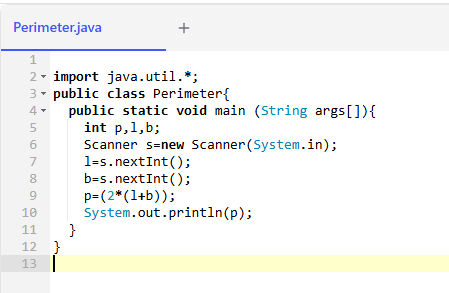 Perimeter.java +
1
2 import java.util.*;
3 public class Perimeter{
4   public static void main (String args[]){
5     int p,l,b;
6     Scanner s=new Scanner(System.in);
7     l=s.nextInt();
8     b=s.nextInt();
9     p=(2*(l+b));
10     System.out.println(p);
11   }
12 }
13